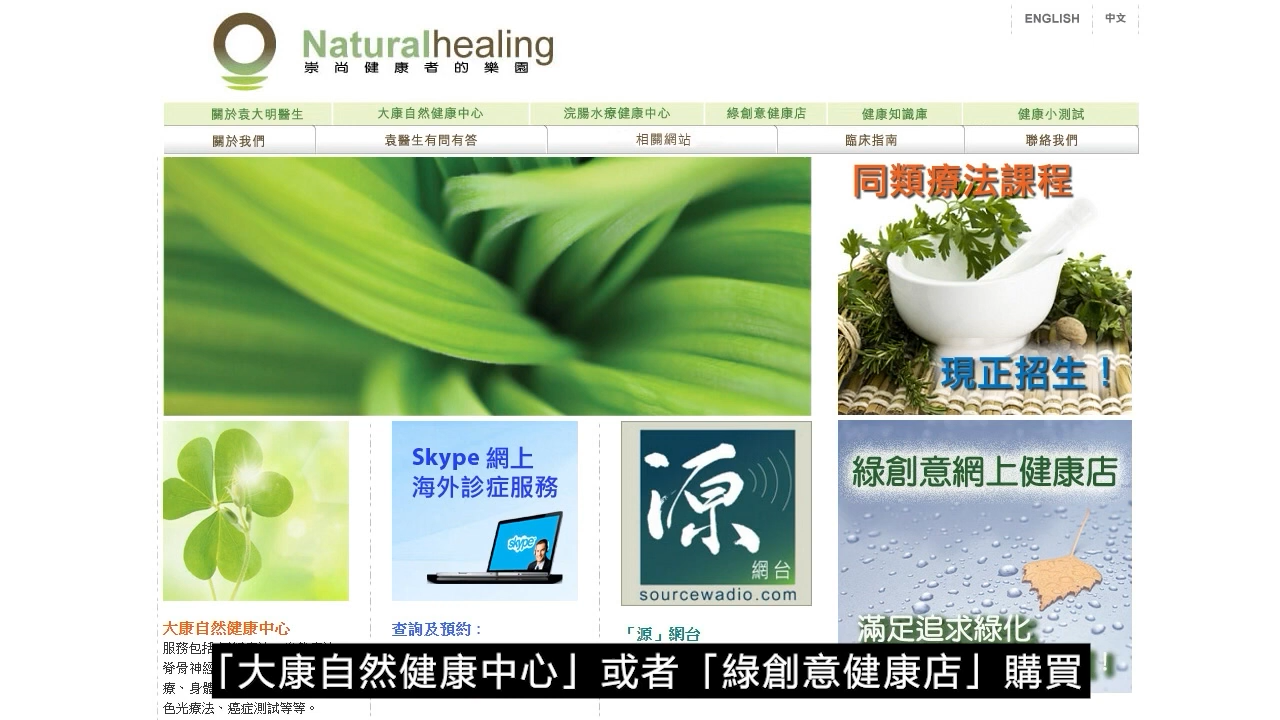 ENGLISH
中文
Naturalhealing
崇尚健康者的樂園
關於袁大明醫生
大康自然健康中心
浣腸水療健康中心
綠創意健康店
健康知識庫
健康小測試
關於我們
袁醫生有問有答
相關網站
臨床指南
聯絡我們
同類療法課程
現正招生！
Skype 網上
海外診症服務
skype
源
網台
sourcewadio.com
綠創意網上健康店
滿足追求綠化
大康自然健康中心
服務包括
脊骨神經
療、身體
色光療法、癌症測試等等。
查詢及預約：
「源」網台
「大康自然健康中心」或者「綠創意健康店」購買